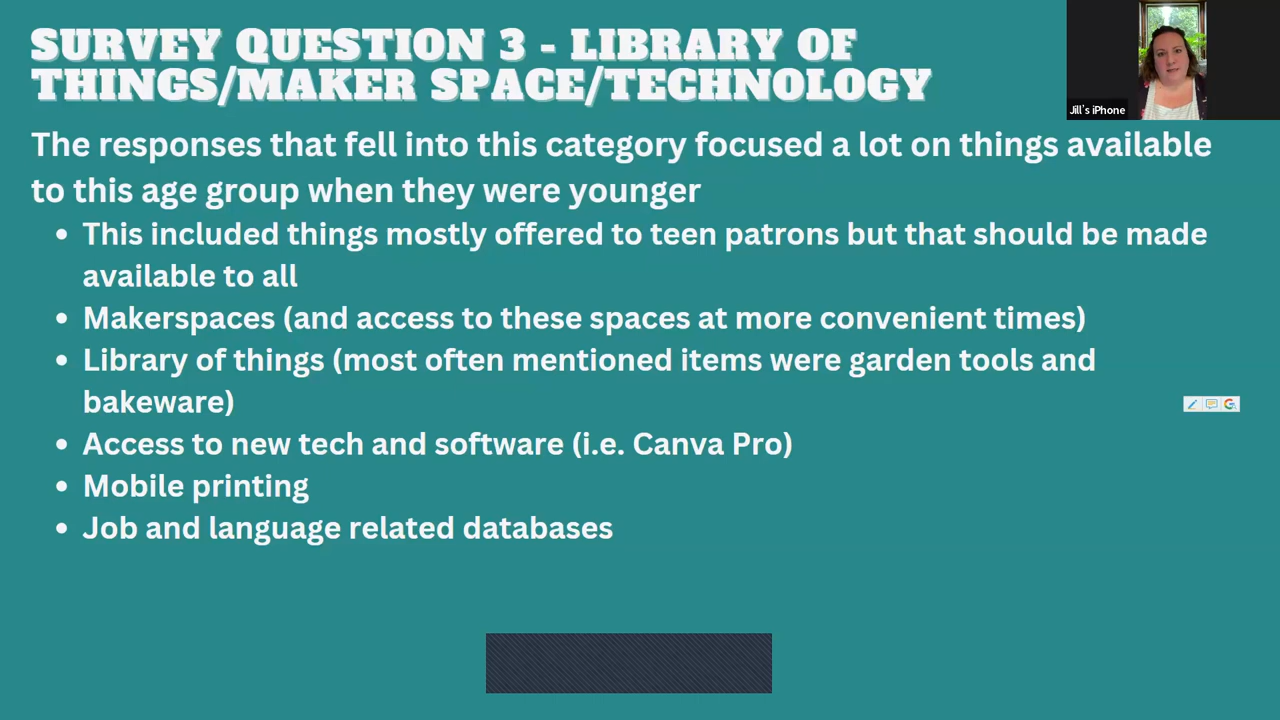 SURVEY QUESTION 3 - LIBRARY OF
THINGS/MAKER SPACE/TECHNOLOGY
Jill's iPhone
The responses that fell into this category focused a lot on things available
to this age group when they were younger
• This included things mostly offered to teen patrons but that should be made
available to all
• Makerspaces (and access to these spaces at more convenient times)
• Library of things (most often mentioned items were garden tools and
bakeware)
• Access to new tech and software (i.e. Canva Pro)
• Mobile printing
• Job and language related databases